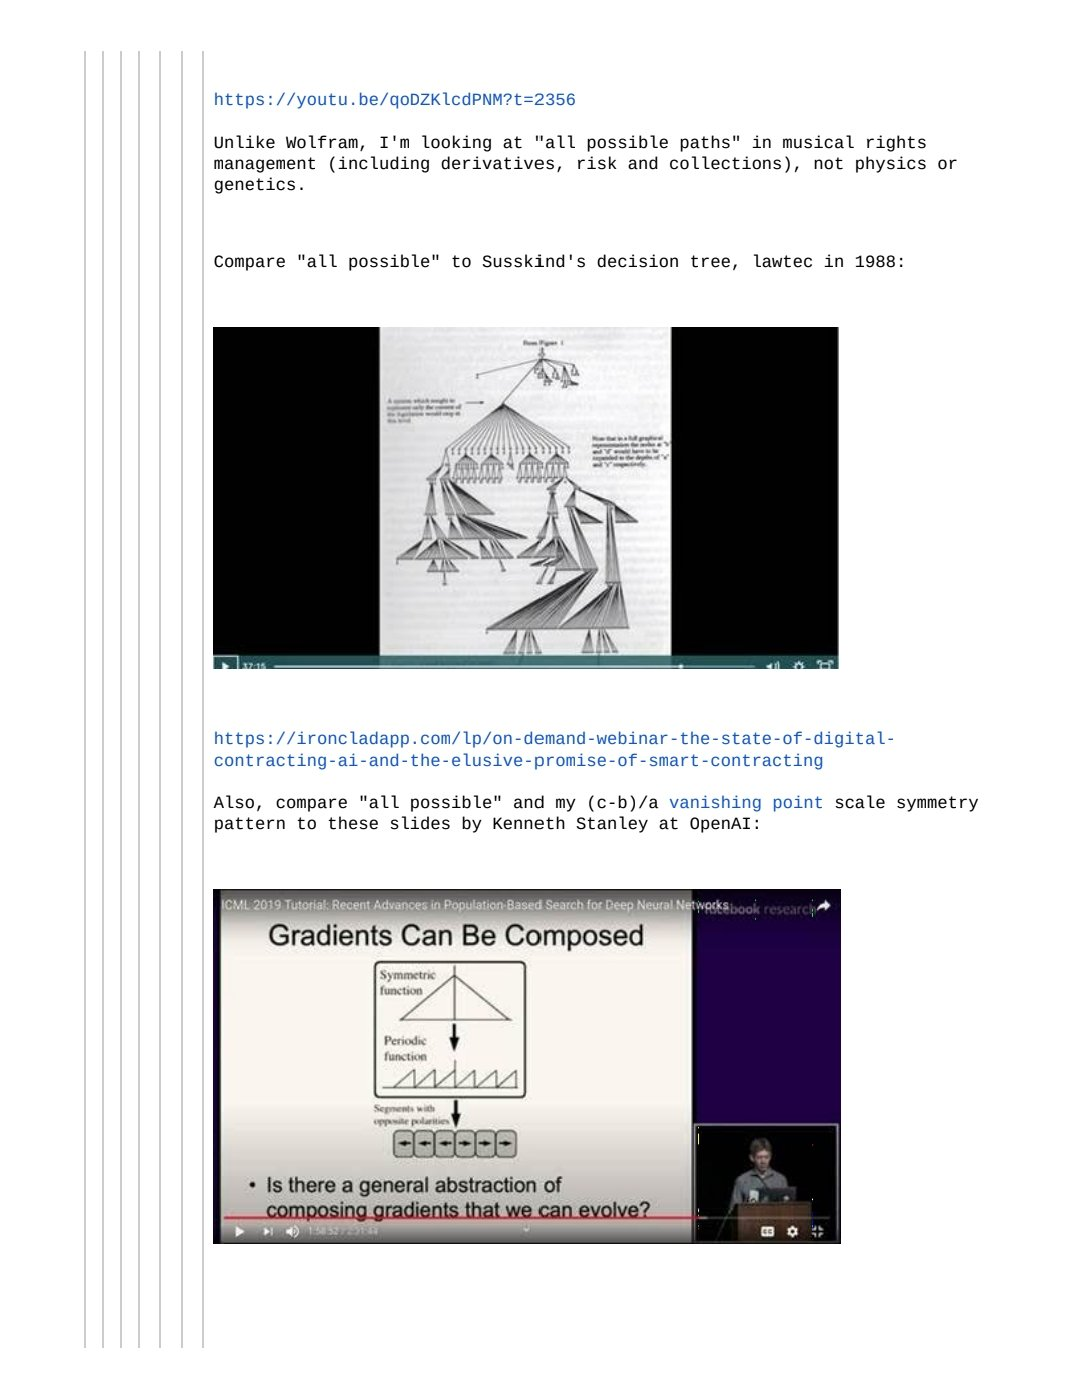 https://youtu.be/qoDZKlcdPNM?t=2356
Unlike Wolfram, I'm looking at "all possible paths" in musical rights
management (including derivatives, risk and collections), not physics or
genetics.
Compare "all possible" to Susskind's decision tree, lawtec in 1988:
From Figure 1
A system which sought to
represent only the content of
the legislation would stop at
this level.
Note that in a full graphical
representation the nodes at "b"
and "d" would have to be
expanded to the depths of "a"
and "c" respectively.
37:15
https://ironcladapp.com/lp/on-demand-webinar-the-state-of-digital-
contracting-ai-and-the-elusive-promise-of-smart-contracting
Also, compare "all possible" and my (c-b)/a vanishing point scale symmetry
pattern to these slides by Kenneth Stanley at OpenAI:
ICML 2019 Tutorial: Recent Advances in Population-Based Search for Deep Neural Networks
facebook research
Gradients Can Be Composed
Symmetric
function
Periodic
function
Segments with
opposite polarities
• Is there a general abstraction of
composing gradients that we can evolve?